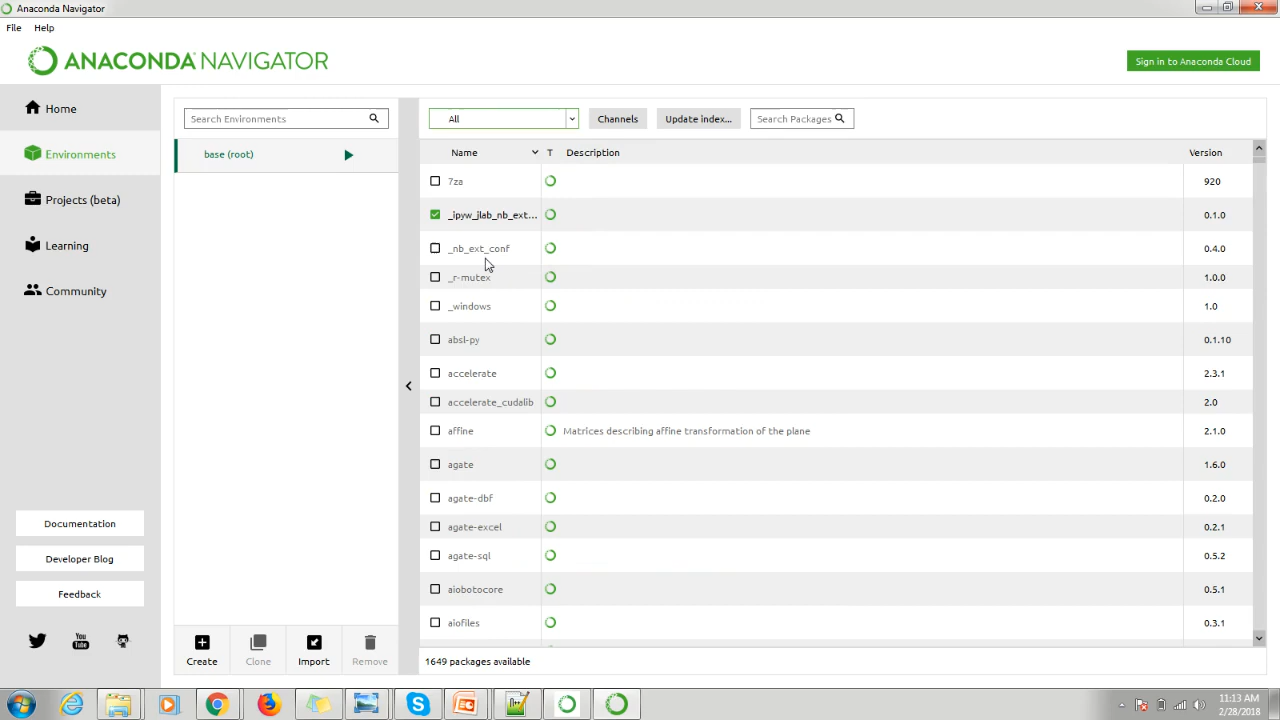 Anaconda Navigator
File Help
ANACONDA NAVIGATOR
Sign in to Anaconda Cloud
Home
Environments
Projects (beta)
Learning
Community
Documentation
Developer Blog
Feedback
Search Environments
base (root)
Create Clone Import Remove
All Channels Update index... Search Packages
Name T Description Version
7za 920
_ipyw_jlab_nb_ext... 0.1.0
_nb_ext_conf 0.4.0
_r-mutex 1.0.0
_windows 1.0
absl-py 0.1.10
accelerate 2.3.1
accelerate_cudalib 2.0
affine Matrices describing affine transformation of the plane 2.1.0
agate 1.6.0
agate-dbf 0.2.0
agate-excel 0.2.1
agate-sql 0.5.2
aiobotocore 0.5.1
aiofiles 0.3.1
1649 packages available
11:13 AM
2/28/2018